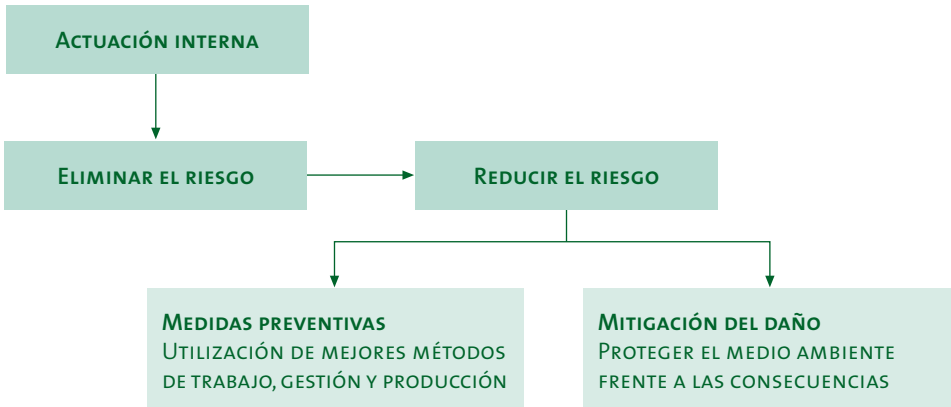 ACTUACIÓN INTERNA
ELIMINAR EL RIESGO
REDUCIR EL RIESGO
MEDIDAS PREVENTIVAS
UTILIZACIÓN DE MEJORES MÉTODOS
DE TRABAJO, GESTIÓN Y PRODUCCIÓN
MITIGACIÓN DEL DAÑO
PROTEGER EL MEDIO AMBIENTE
FRENTE A LAS CONSECUENCIAS